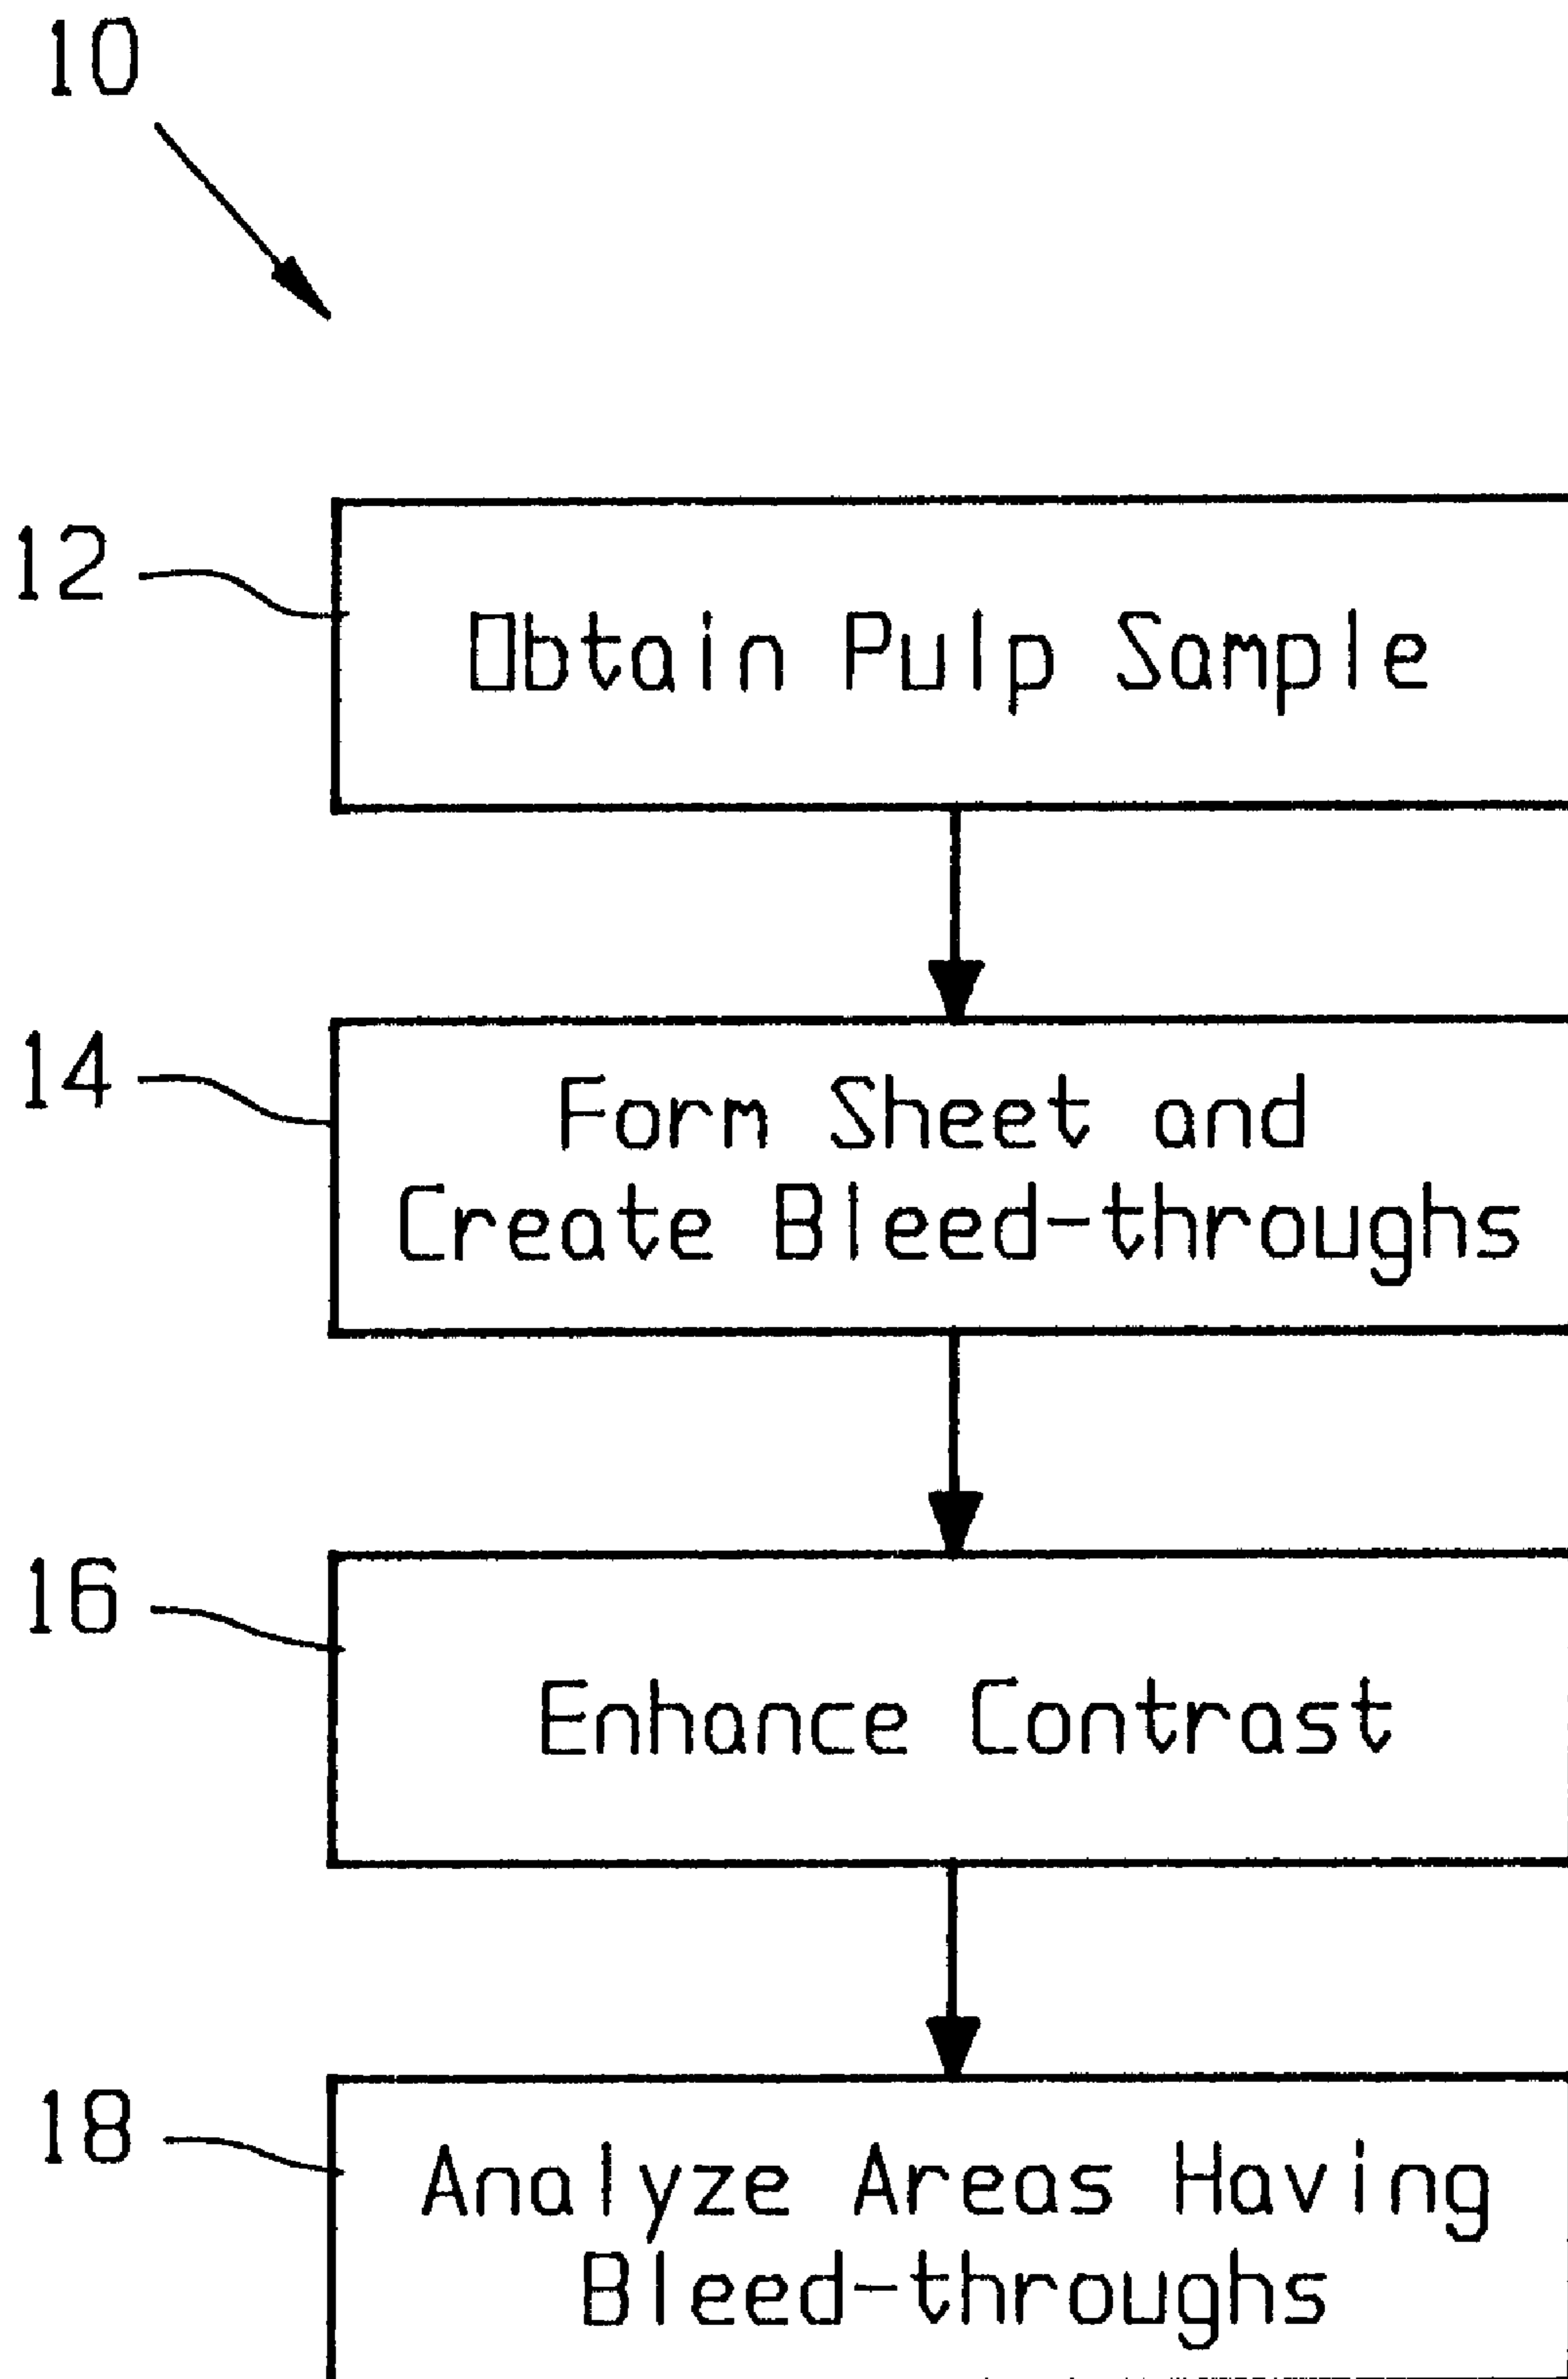 10
12
Obtain Pulp Sample
14
Form Sheet and
Create Bleed-throughs
16
Enhance Contrast
18
Analyze Areas Having
Bleed-throughs